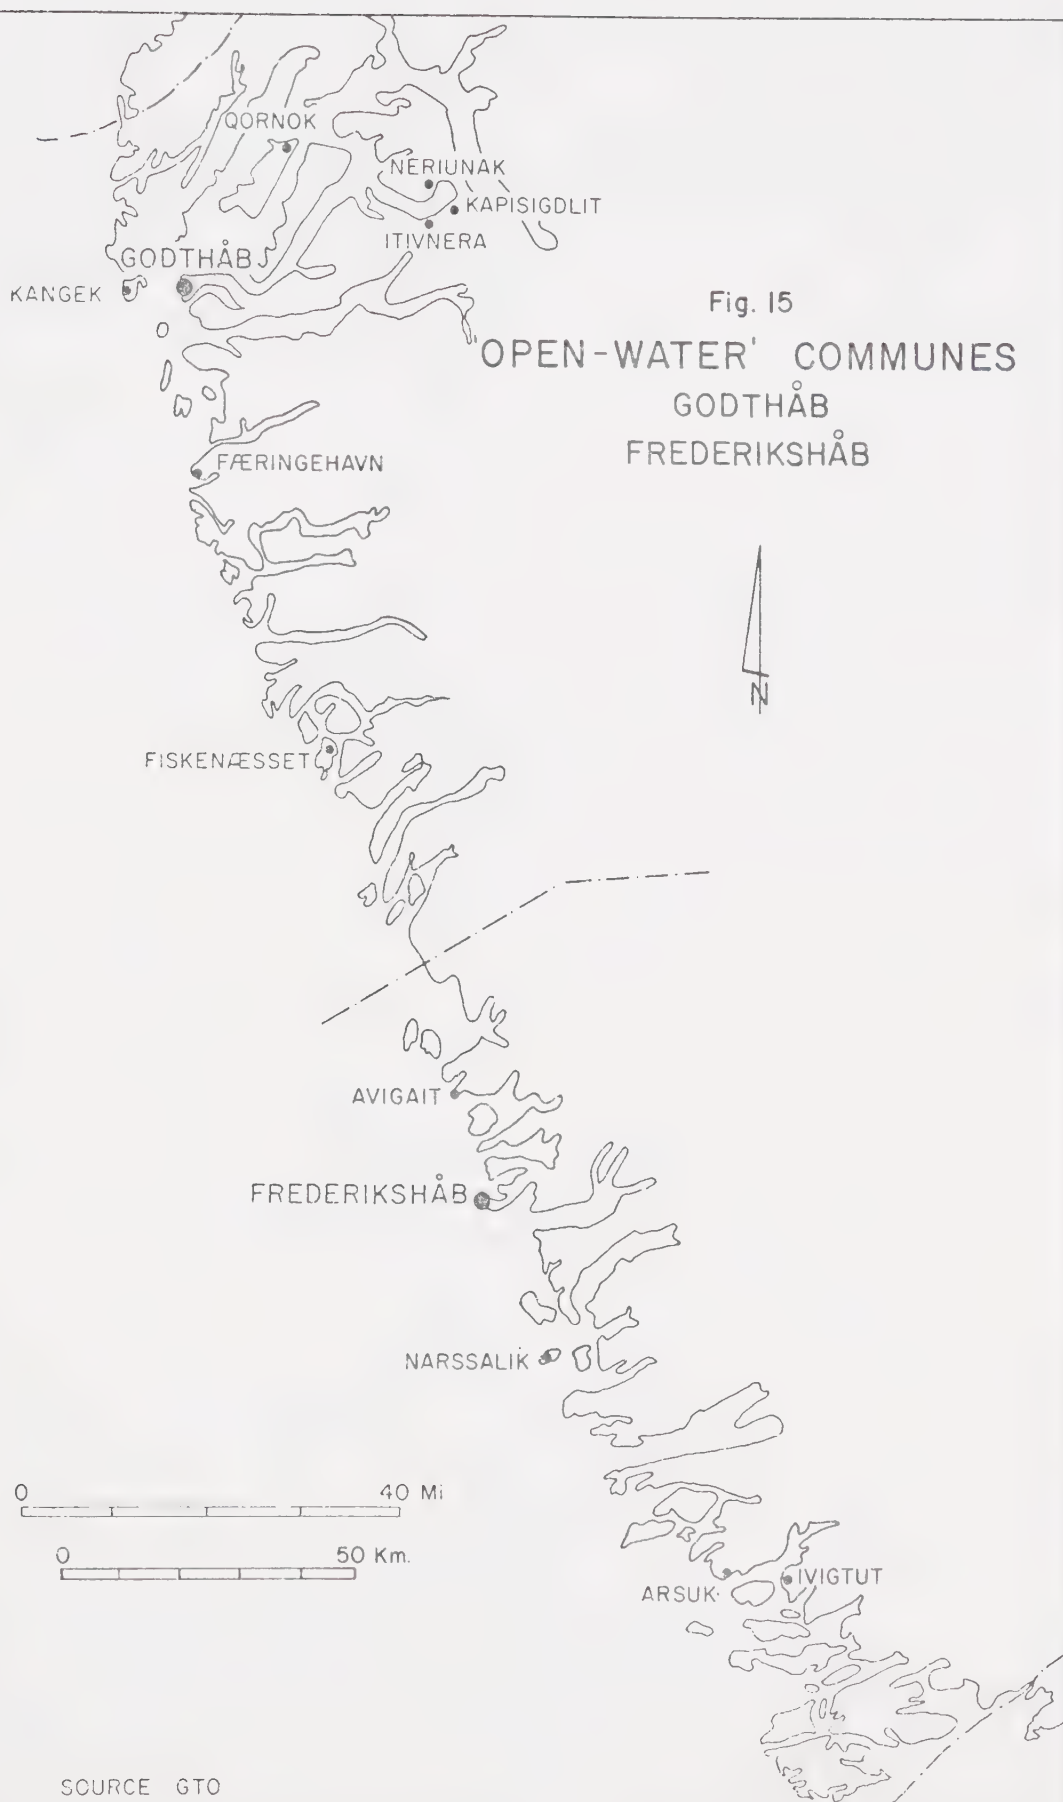 QORNOK
NERIUNAK
KAPISIGDLIT
ITIVNERA
GODTHÅB
KANGEK
Fig. 15
'OPEN-WATER' COMMUNES
GODTHÅB
FREDERIKSHÅB
FÆRINGEHAVN
N
FISKENÆSSET
AVIGAIT
FREDERIKSHÅB
NARSSALIK
0 40 Mi
0 50 Km.
ARSUK
IVIGTUT
SOURCE GTO